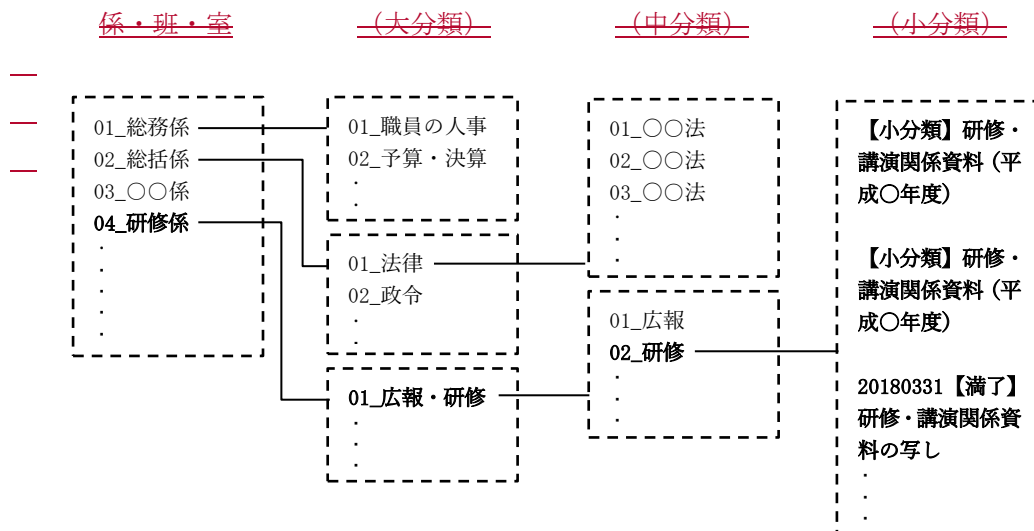 係・班・室
（大分類）
（中分類）
（小分類）
01_総務係
02_総括係
03_○○係
04_研修係
・
・
・
・
・
01_職員の人事
02_予算・決算
・
・
01_法律
02_政令
・
・
01_広報・研修
・
・
・
01_○○法
02_○○法
03_○○法
・
・
・
01_広報
02_研修
・
・
・
【小分類】研修・
講演関係資料（平
成○年度）
【小分類】研修・
講演関係資料（平
成○年度）
20180331【満了】
研修・講演関係資
料の写し
・
・
・